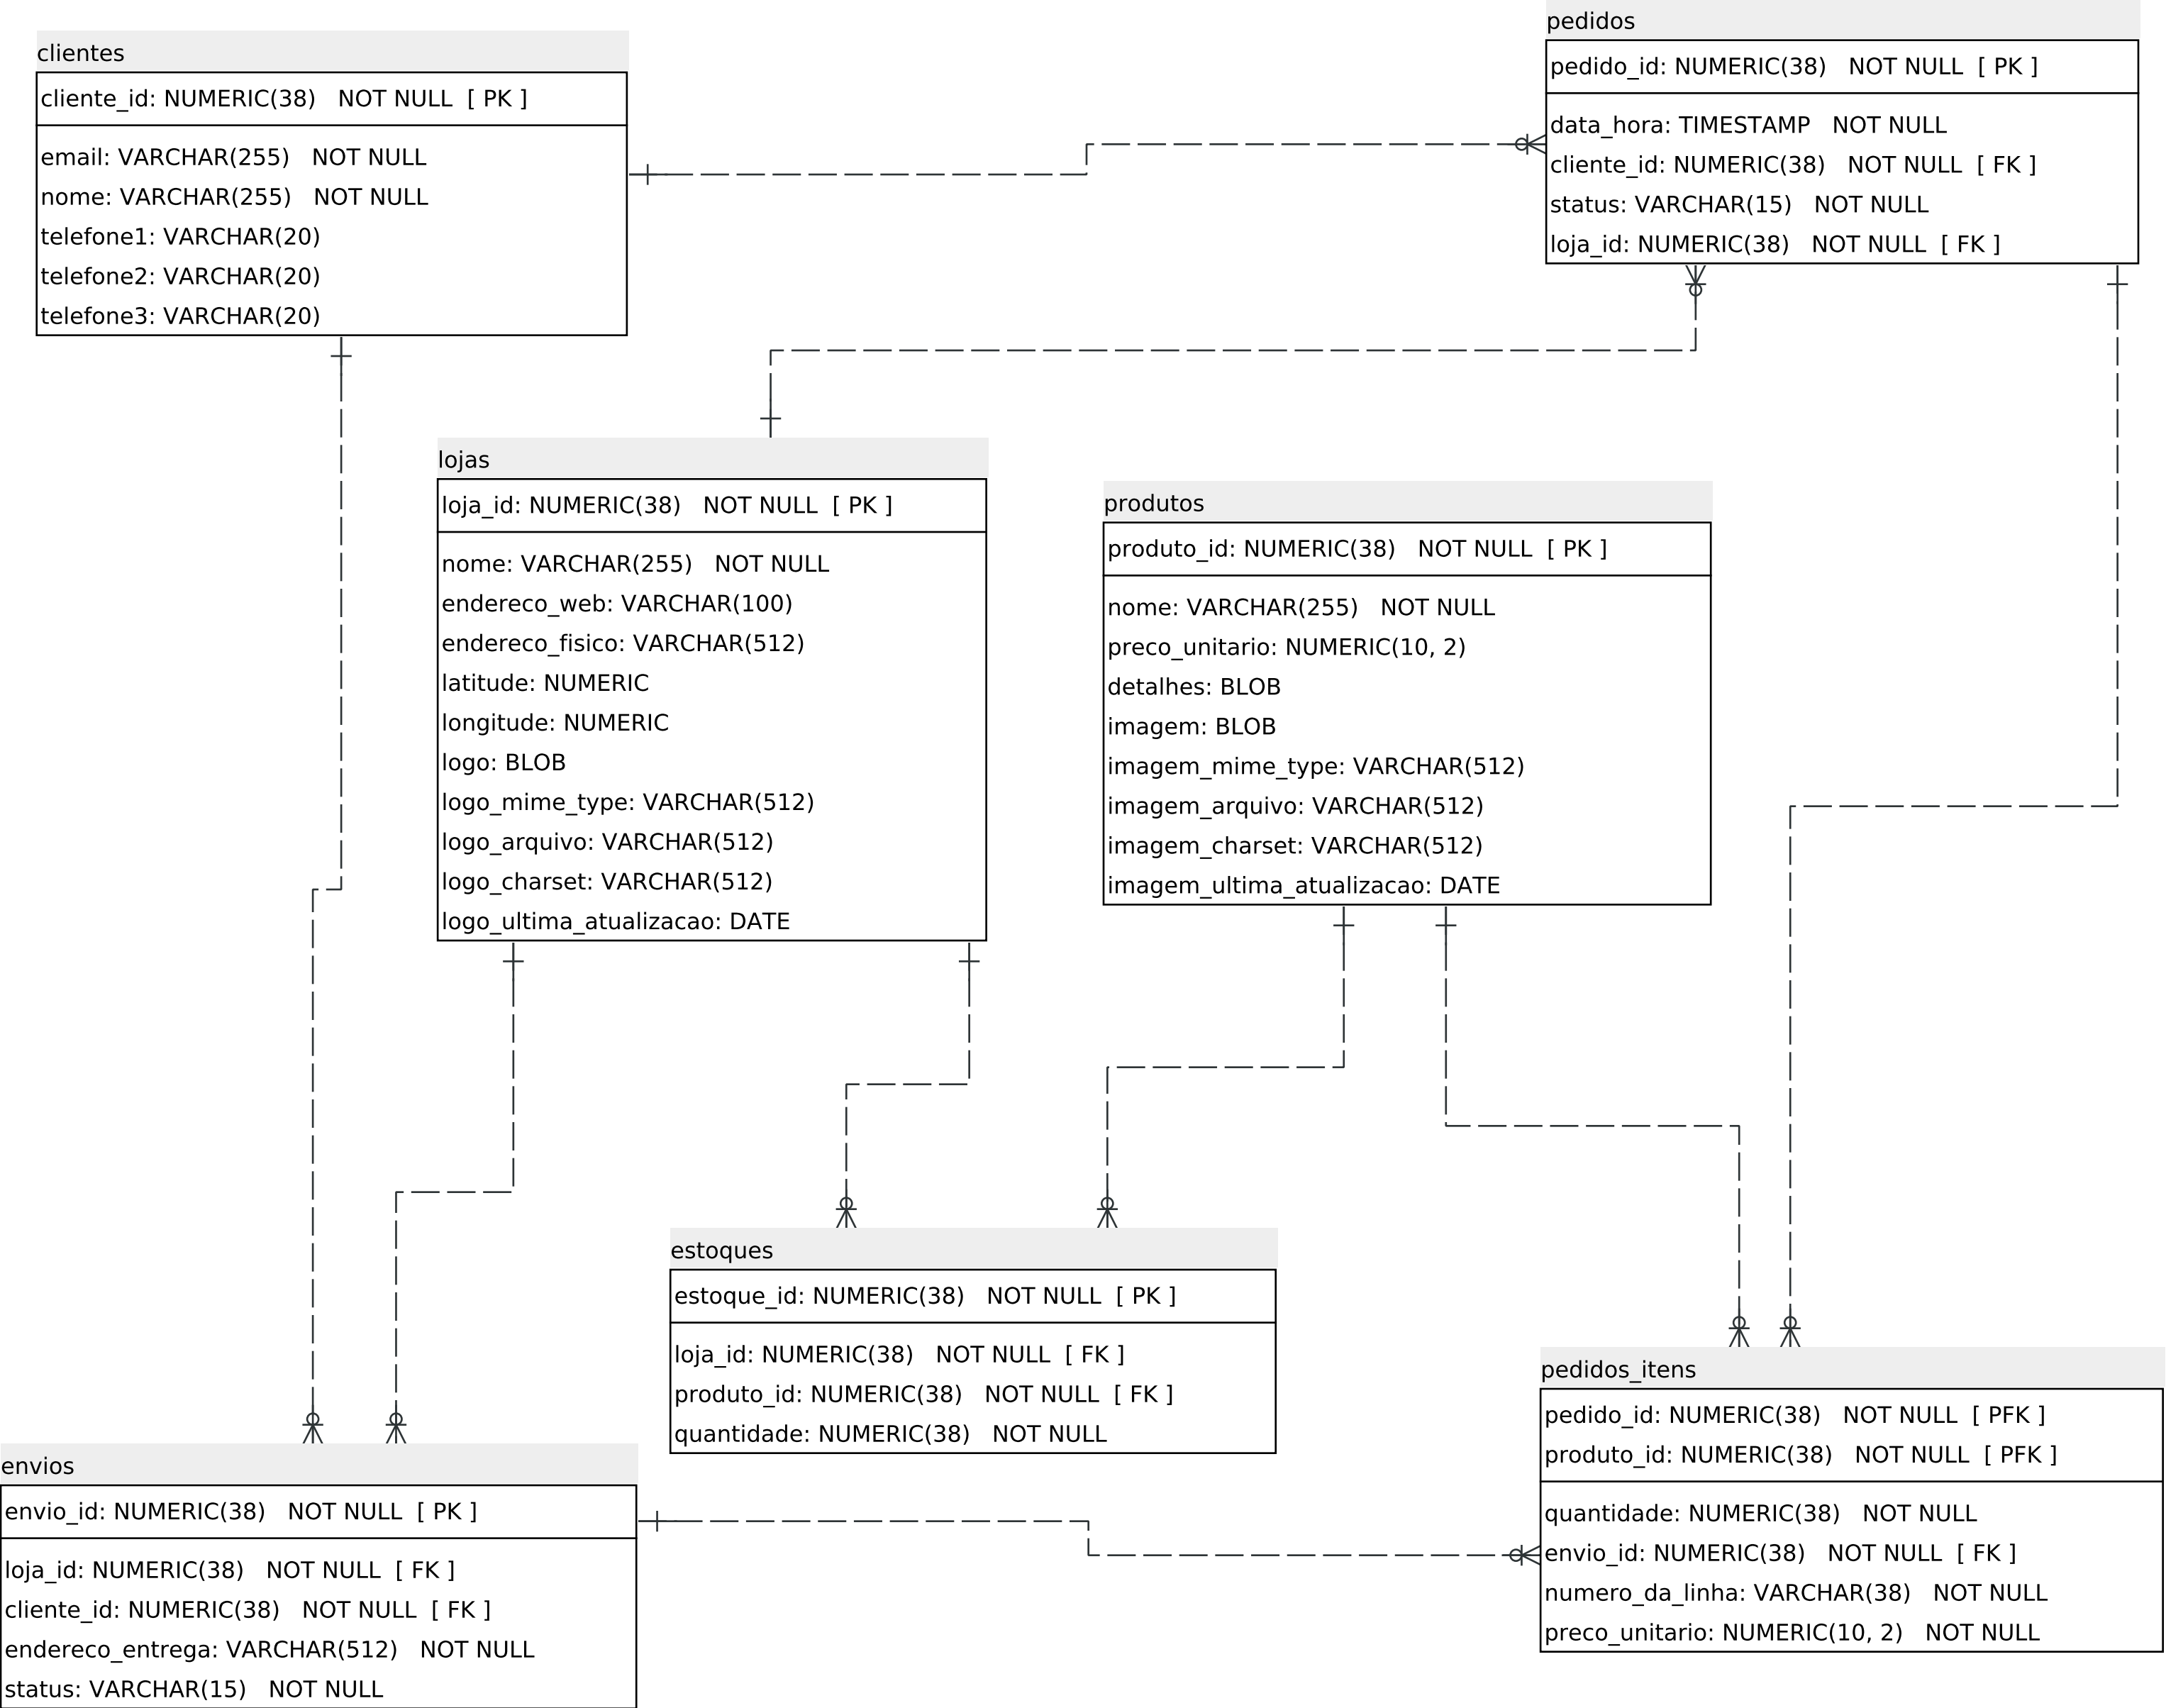 clientes
cliente_id: NUMERIC(38) NOT NULL [ PK ]
email: VARCHAR(255) NOT NULL
nome: VARCHAR(255) NOT NULL
telefone1: VARCHAR(20)
telefone2: VARCHAR(20)
telefone3: VARCHAR(20)
pedidos
pedido_id: NUMERIC(38) NOT NULL [ PK ]
data_hora: TIMESTAMP NOT NULL
cliente_id: NUMERIC(38) NOT NULL [ FK ]
status: VARCHAR(15) NOT NULL
loja_id: NUMERIC(38) NOT NULL [ FK ]
lojas
loja_id: NUMERIC(38) NOT NULL [ PK ]
nome: VARCHAR(255) NOT NULL
endereco_web: VARCHAR(100)
endereco_fisico: VARCHAR(512)
latitude: NUMERIC
longitude: NUMERIC
logo: BLOB
logo_mime_type: VARCHAR(512)
logo_arquivo: VARCHAR(512)
logo_charset: VARCHAR(512)
logo_ultima_atualizacao: DATE
produtos
produto_id: NUMERIC(38) NOT NULL [ PK ]
nome: VARCHAR(255) NOT NULL
preco_unitario: NUMERIC(10, 2)
detalhes: BLOB
imagem: BLOB
imagem_mime_type: VARCHAR(512)
imagem_arquivo: VARCHAR(512)
imagem_charset: VARCHAR(512)
imagem_ultima_atualizacao: DATE
estoques
estoque_id: NUMERIC(38) NOT NULL [ PK ]
loja_id: NUMERIC(38) NOT NULL [ FK ]
produto_id: NUMERIC(38) NOT NULL [ FK ]
quantidade: NUMERIC(38) NOT NULL
pedidos_itens
pedido_id: NUMERIC(38) NOT NULL [ PFK ]
produto_id: NUMERIC(38) NOT NULL [ PFK ]
quantidade: NUMERIC(38) NOT NULL
envio_id: NUMERIC(38) NOT NULL [ FK ]
numero_da_linha: VARCHAR(38) NOT NULL
preco_unitario: NUMERIC(10, 2) NOT NULL
envios
envio_id: NUMERIC(38) NOT NULL [ PK ]
loja_id: NUMERIC(38) NOT NULL [ FK ]
cliente_id: NUMERIC(38) NOT NULL [ FK ]
endereco_entrega: VARCHAR(512) NOT NULL
status: VARCHAR(15) NOT NULL